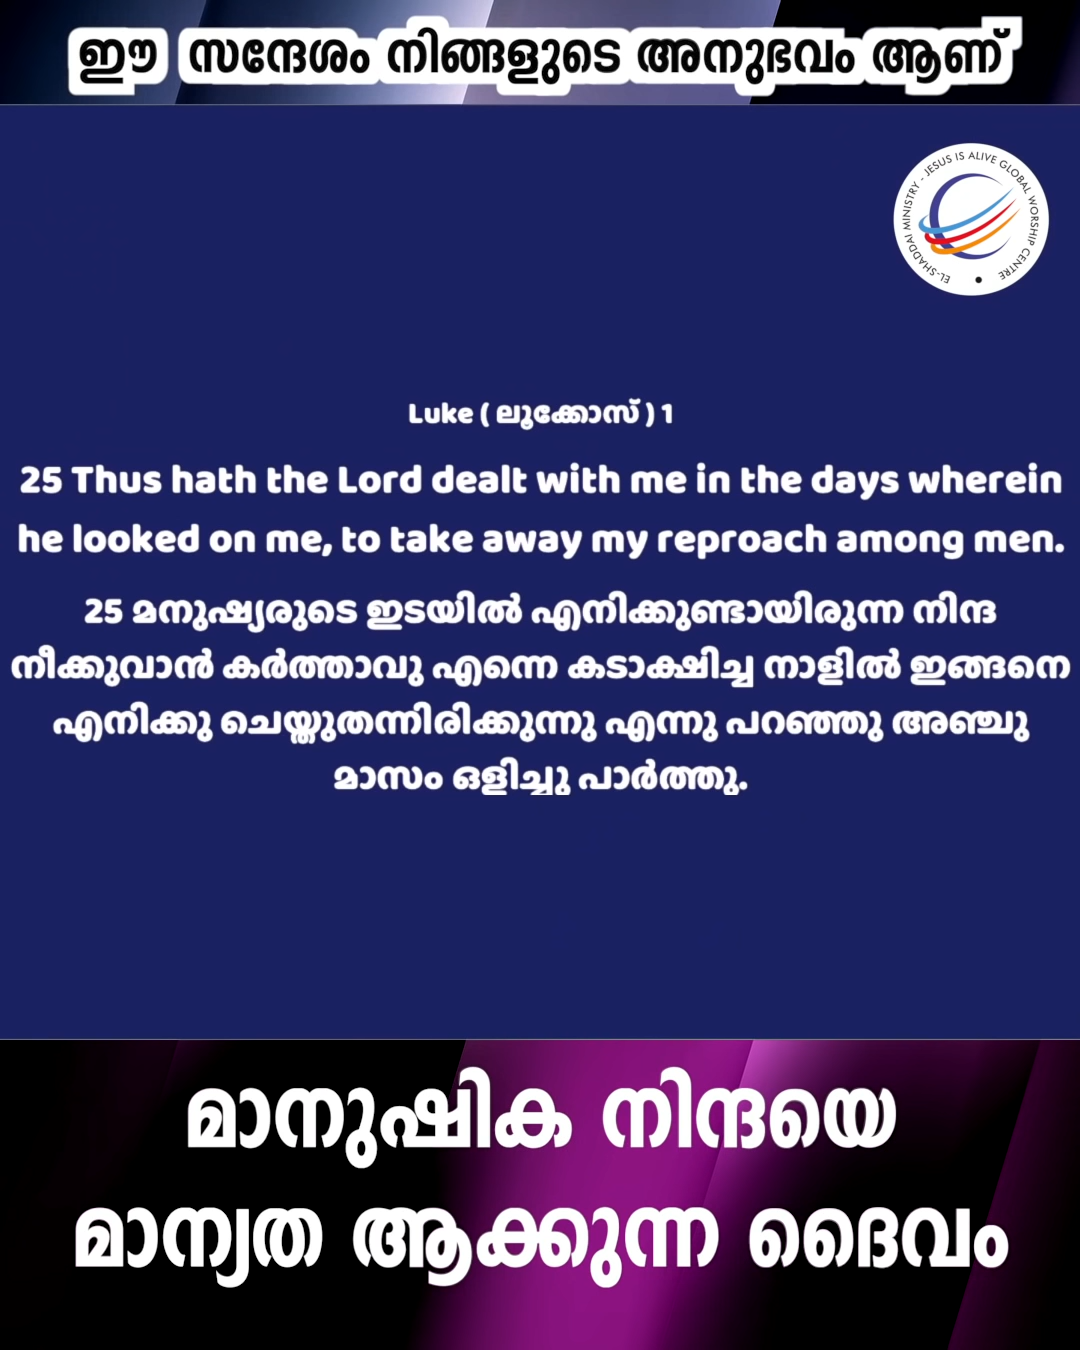 ഈ സന്ദേശം നിങ്ങളുടെ അനുഭവം ആണ്
EL-SHADDAI MINISTRY - JESUS IS ALIVE GLOBAL WORSHIP CENTRE
Luke ( ലൂക്കോസ് ) 1
25 Thus hath the Lord dealt with me in the days wherein
he looked on me, to take away my reproach among men.
25 മനുഷ്യരുടെ ഇടയിൽ എനിക്കുണ്ടായിരുന്ന നിന്ദ
നീക്കുവാൻ കർത്താവു എന്നെ കടാക്ഷിച്ച നാളിൽ ഇങ്ങനെ
എനിക്കു ചെയ്തുതന്നിരിക്കുന്നു എന്നു പറഞ്ഞു അഞ്ചു
മാസം ഒളിച്ചു പാർത്തു.
മാനുഷിക നിന്ദയെ
മാന്യത ആക്കുന്ന ദൈവം